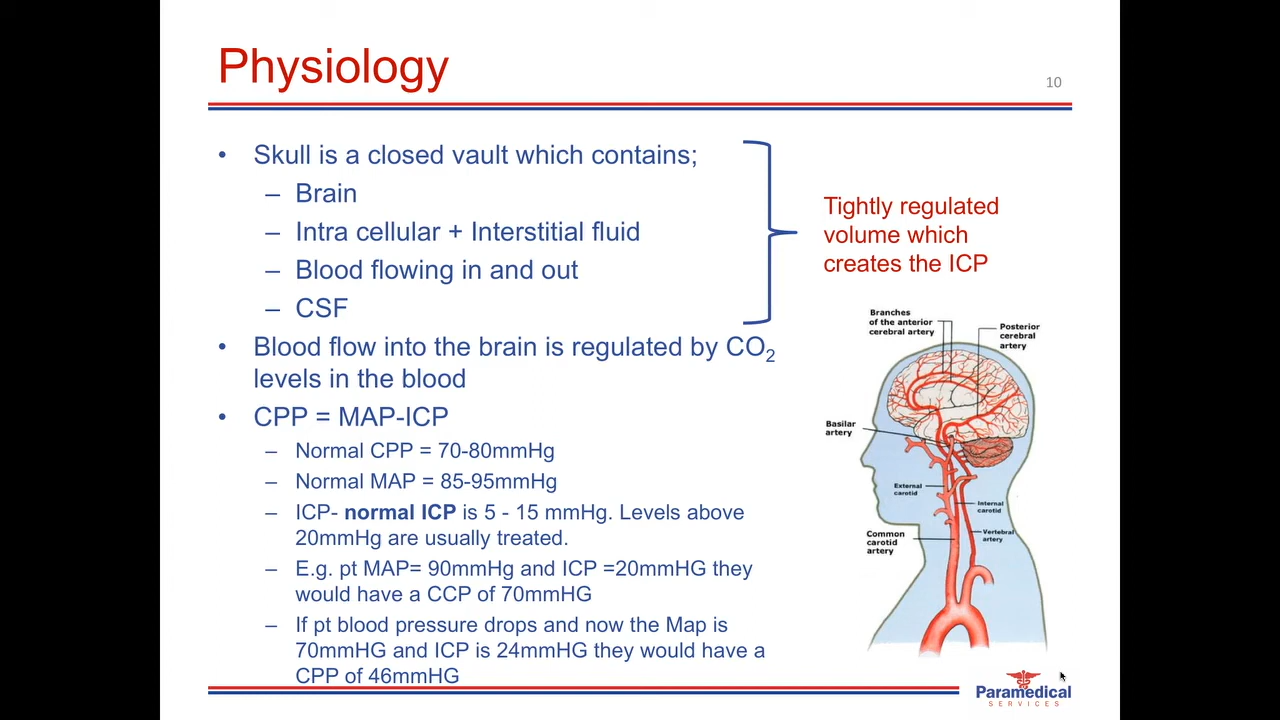 Physiology
10
• Skull is a closed vault which contains;
– Brain
– Intra cellular + Interstitial fluid
– Blood flowing in and out
– CSF
Tightly regulated
volume which
creates the ICP
• Blood flow into the brain is regulated by CO₂
levels in the blood
• CPP = MAP-ICP
– Normal CPP = 70-80mmHg
– Normal MAP = 85-95mmHg
– ICP- normal ICP is 5 - 15 mmHg. Levels above
20mmHg are usually treated.
– E.g. pt MAP= 90mmHg and ICP =20mmHG they
would have a CCP of 70mmHG
– If pt blood pressure drops and now the Map is
70mmHG and ICP is 24mmHG they would have a
CPP of 46mmHG
Branches
of the anterior
cerebral artery
Posterior
cerebral
artery
Basilar
artery
External
carotid
Internal
carotid
Vertebral
artery
Common
carotid
artery
Paramedical
SERVICES